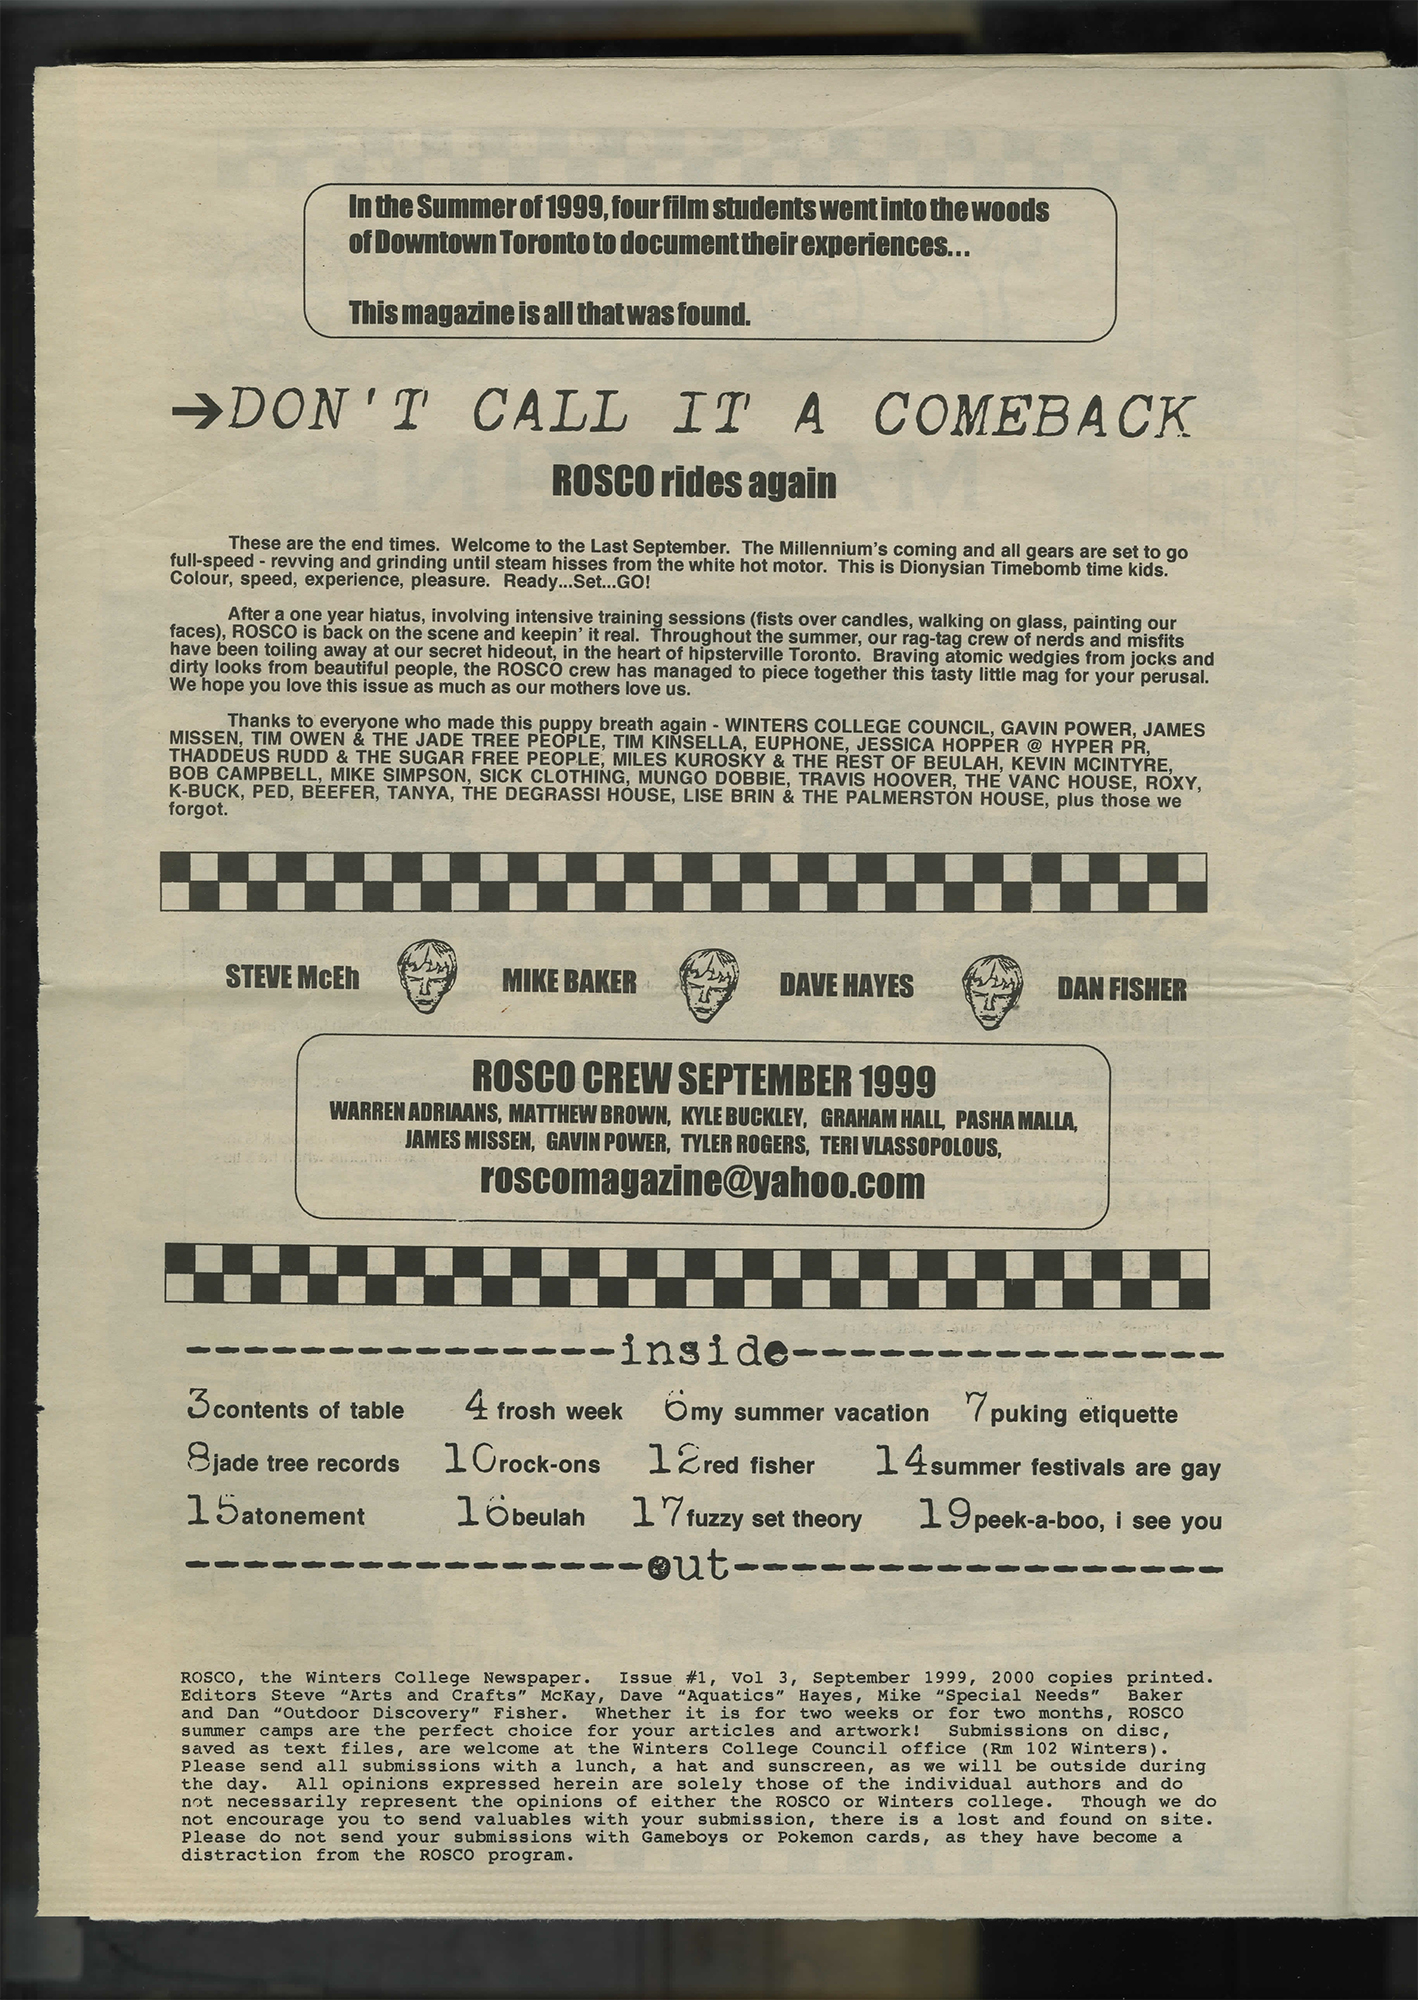 In the Summer of 1999, four film students went into the woods
of Downtown Toronto to document their experiences...
This magazine is all that was found.
→DON'T CALL IT A COMEBACK
ROSCO rides again
These are the end times. Welcome to the Last September. The Millennium's coming and all gears are set to go
full-speed - revving and grinding until steam hisses from the white hot motor. This is Dionysian Timebomb time kids.
Colour, speed, experience, pleasure. Ready...Set...GO!
After a one year hiatus, involving intensive training sessions (fists over candles, walking on glass, painting our
faces), ROSCO is back on the scene and keepin' it real. Throughout the summer, our rag-tag crew of nerds and misfits
have been toiling away at our secret hideout, in the heart of hipsterville Toronto. Braving atomic wedgies from jocks and
dirty looks from beautiful people, the ROSCO crew has managed to piece together this tasty little mag for your perusal.
We hope you love this issue as much as our mothers love us.
Thanks to everyone who made this puppy breath again - WINTERS COLLEGE COUNCIL, GAVIN POWER, JAMES
MISSEN, TIM OWEN & THE JADE TREE PEOPLE, TIM KINSELLA, EUPHONE, JESSICA HOPPER @ HYPER PR,
THADDEUS RUDD & THE SUGAR FREE PEOPLE, MILES KUROSKY & THE REST OF BEULAH, KEVIN MCINTYRE,
BOB CAMPBELL, MIKE SIMPSON, SICK CLOTHING, MUNGO DOBBIE, TRAVIS HOOVER, THE VANC HOUSE, ROXY,
K-BUCK, PED, BEEFER, TANYA, THE DEGRASSI HOUSE, LISE BRIN & THE PALMERSTON HOUSE, plus those we
forgot.
STEVE McEh MIKE BAKER DAVE HAYES DAN FISHER
ROSCO CREW SEPTEMBER 1999
WARREN ADRIAANS, MATTHEW BROWN, KYLE BUCKLEY, GRAHAM HALL, PASHA MALLA,
JAMES MISSEN, GAVIN POWER, TYLER ROGERS, TERI VLASSOPOLOUS,
roscomagazine@yahoo.com
---------------inside---------------
3contents of table 4 frosh week 6my summer vacation 7puking etiquette
8jade tree records 10rock-ons 12red fisher 14summer festivals are gay
15atonement 16beulah 17fuzzy set theory 19peek-a-boo, i see you
----------------out-----------------
ROSCO, the Winters College Newspaper. Issue #1, Vol 3, September 1999, 2000 copies printed.
Editors Steve "Arts and Crafts" McKay, Dave "Aquatics" Hayes, Mike "Special Needs" Baker
and Dan "Outdoor Discovery" Fisher. Whether it is for two weeks or for two months, ROSCO
summer camps are the perfect choice for your articles and artwork! Submissions on disc,
saved as text files, are welcome at the Winters College Council office (Rm 102 Winters).
Please send all submissions with a lunch, a hat and sunscreen, as we will be outside during
the day. All opinions expressed herein are solely those of the individual authors and do
not necessarily represent the opinions of either the ROSCO or Winters college. Though we do
not encourage you to send valuables with your submission, there is a lost and found on site.
Please do not send your submissions with Gameboys or Pokemon cards, as they have become a
distraction from the ROSCO program.